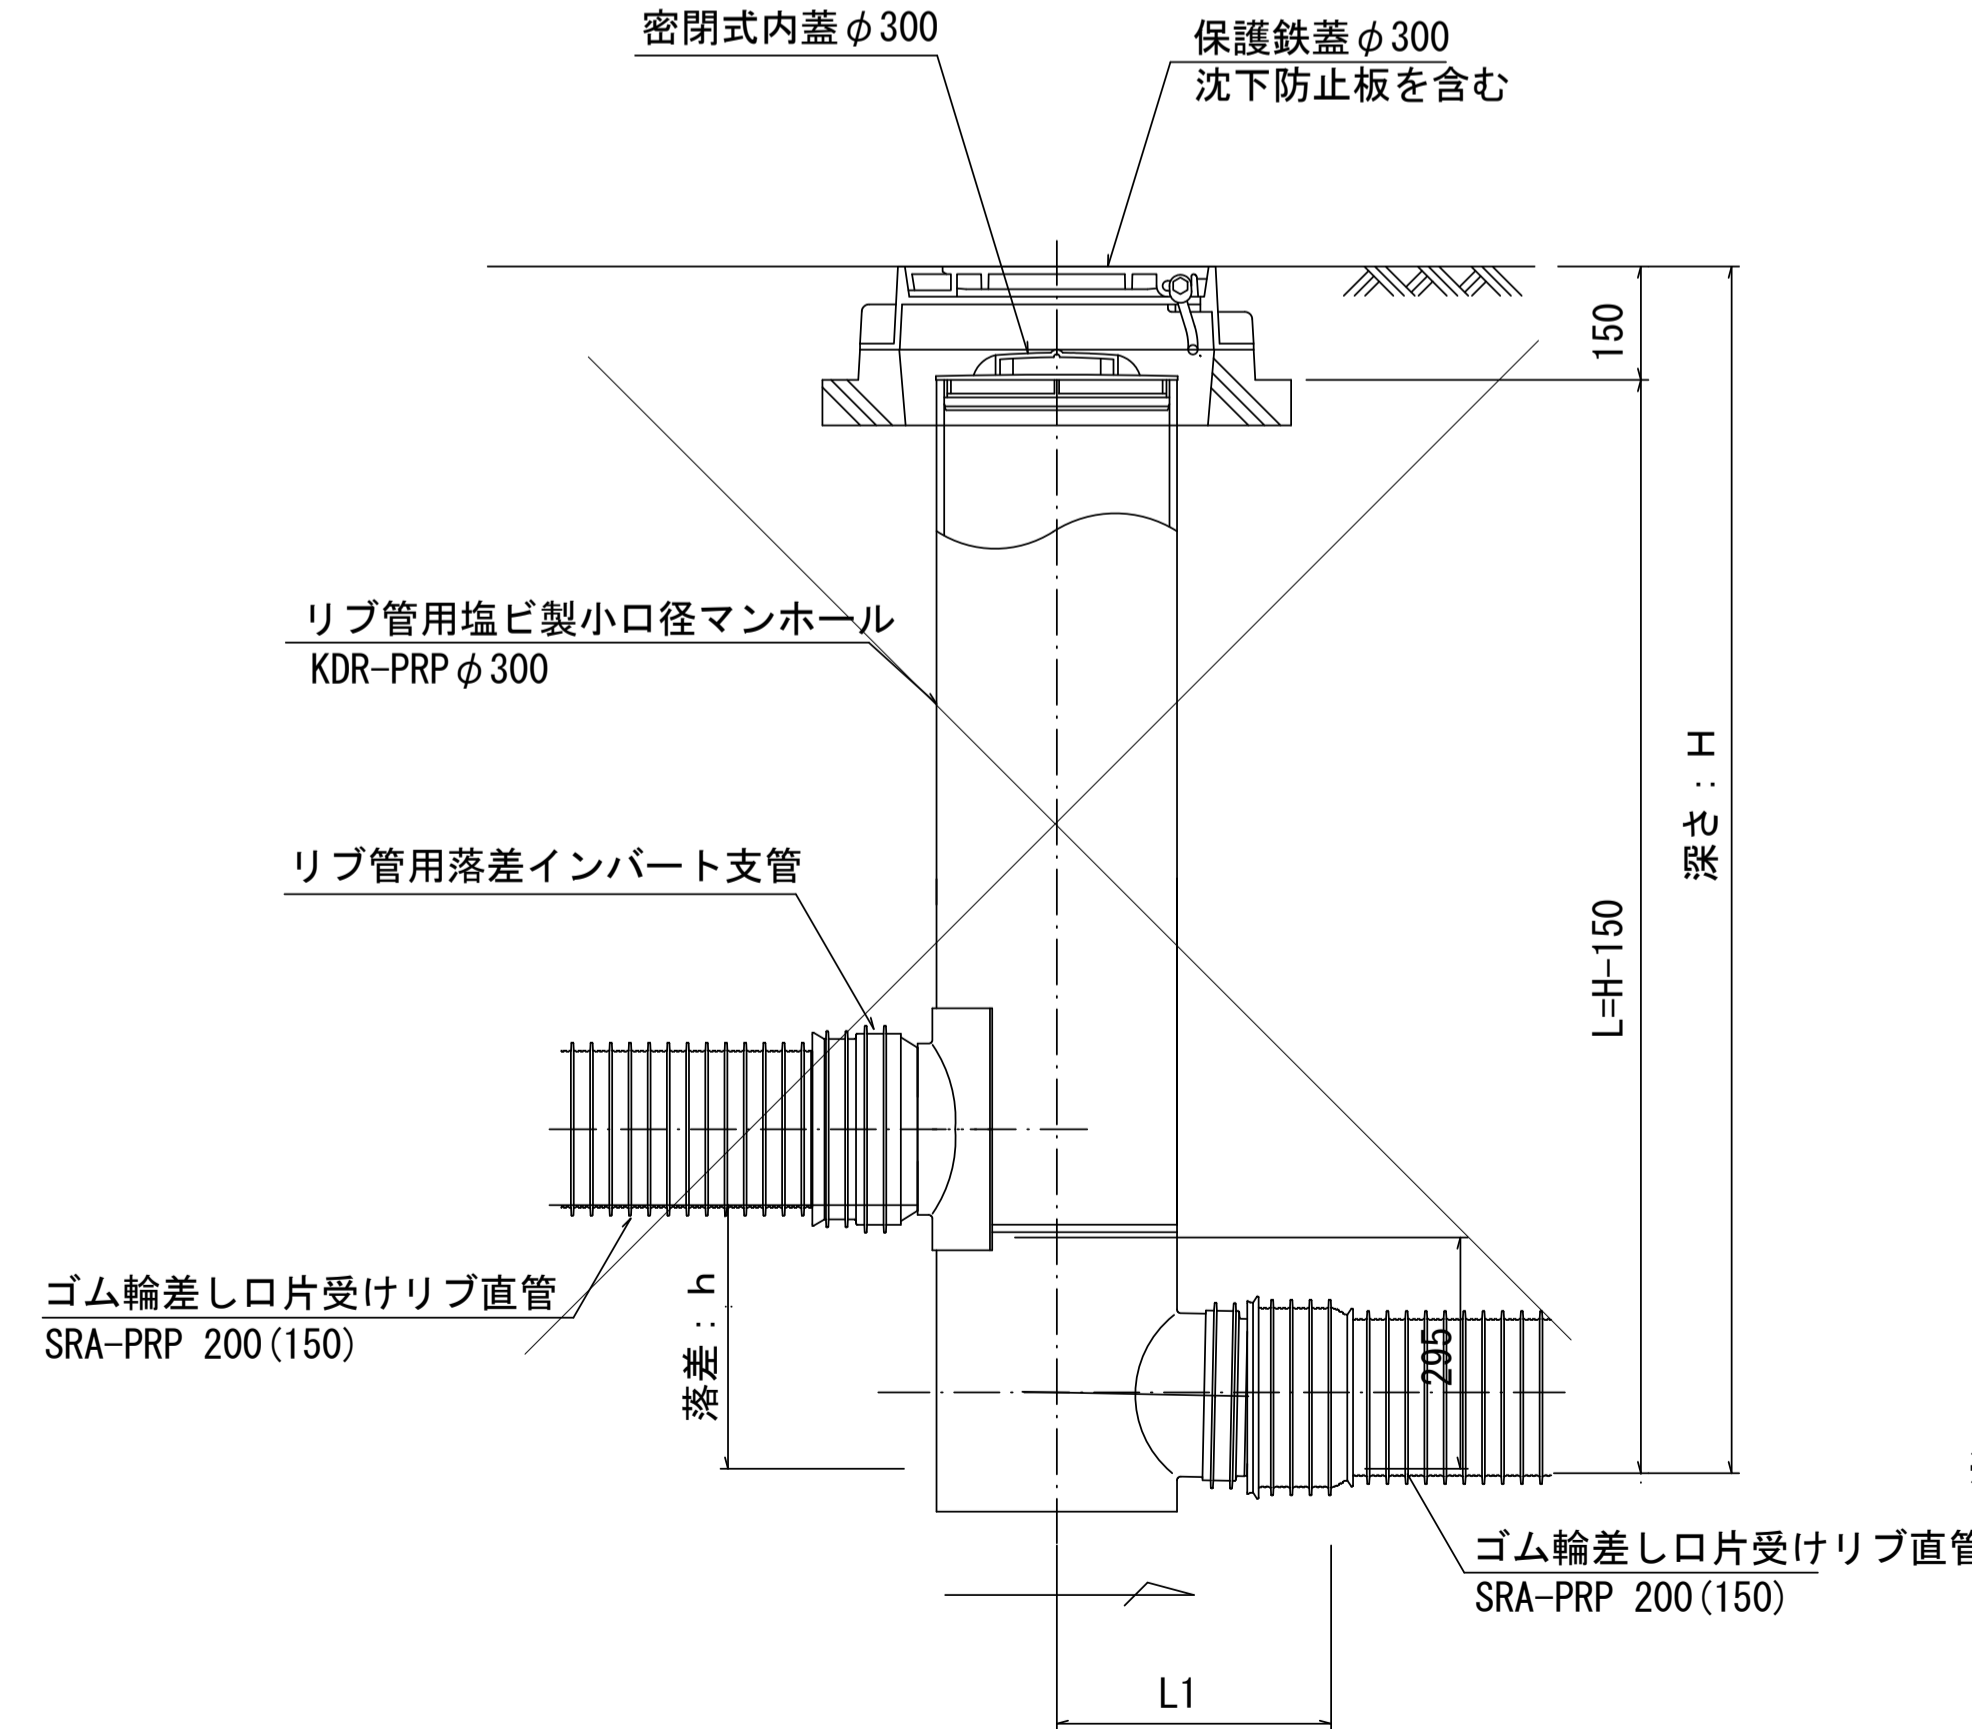 密閉式内蓋φ300
保護鉄蓋φ300
沈下防止板を含む
150
リブ管用塩ビ製小口径マンホール
KDR-PRPφ300
深さ：H
リブ管用落差インバート支管
L=H-150
ゴム輪差し口片受けリブ直管
SRA-PRP 200(150)
落差：h
295
ゴム輪差し口片受けリブ直管
SRA-PRP 200(150)
L1